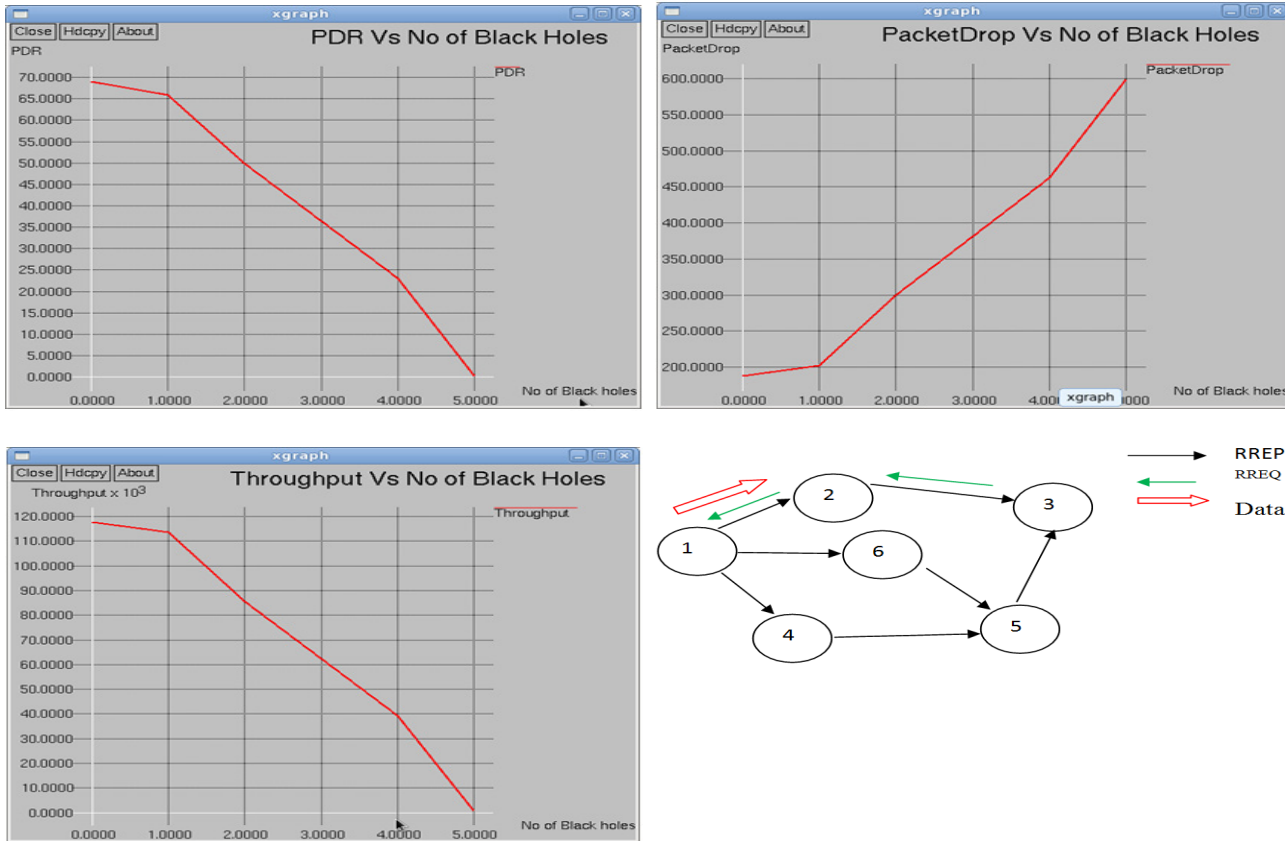 xgraph
Close Hdcpy About
PDR Vs No of Black Holes
PDR
PDR
70.0000
65.0000
60.0000
55.0000
50.0000
45.0000
40.0000
35.0000
30.0000
25.0000
20.0000
15.0000
10.0000
5.0000
0.0000
No of Black holes
0.0000 1.0000 2.0000 3.0000 4.0000 5.0000
xgraph
Close Hdcpy About
PacketDrop Vs No of Black Holes
PacketDrop
PacketDrop
600.0000
550.0000
500.0000
450.0000
400.0000
350.0000
300.0000
250.0000
200.0000
No of Black holes
0.0000 1.0000 2.0000 3.0000 4.00 xgraph 000
xgraph
Close Hdcpy About
Throughput Vs No of Black Holes
Throughput x 10³
Throughput
120.0000
110.0000
100.0000
90.0000
80.0000
70.0000
60.0000
50.0000
40.0000
30.0000
20.0000
10.0000
0.0000
No of Black holes
0.0000 1.0000 2.0000 3.0000 4.0000 5.0000
RREP
RREQ
Data
2
3
1
6
4
5